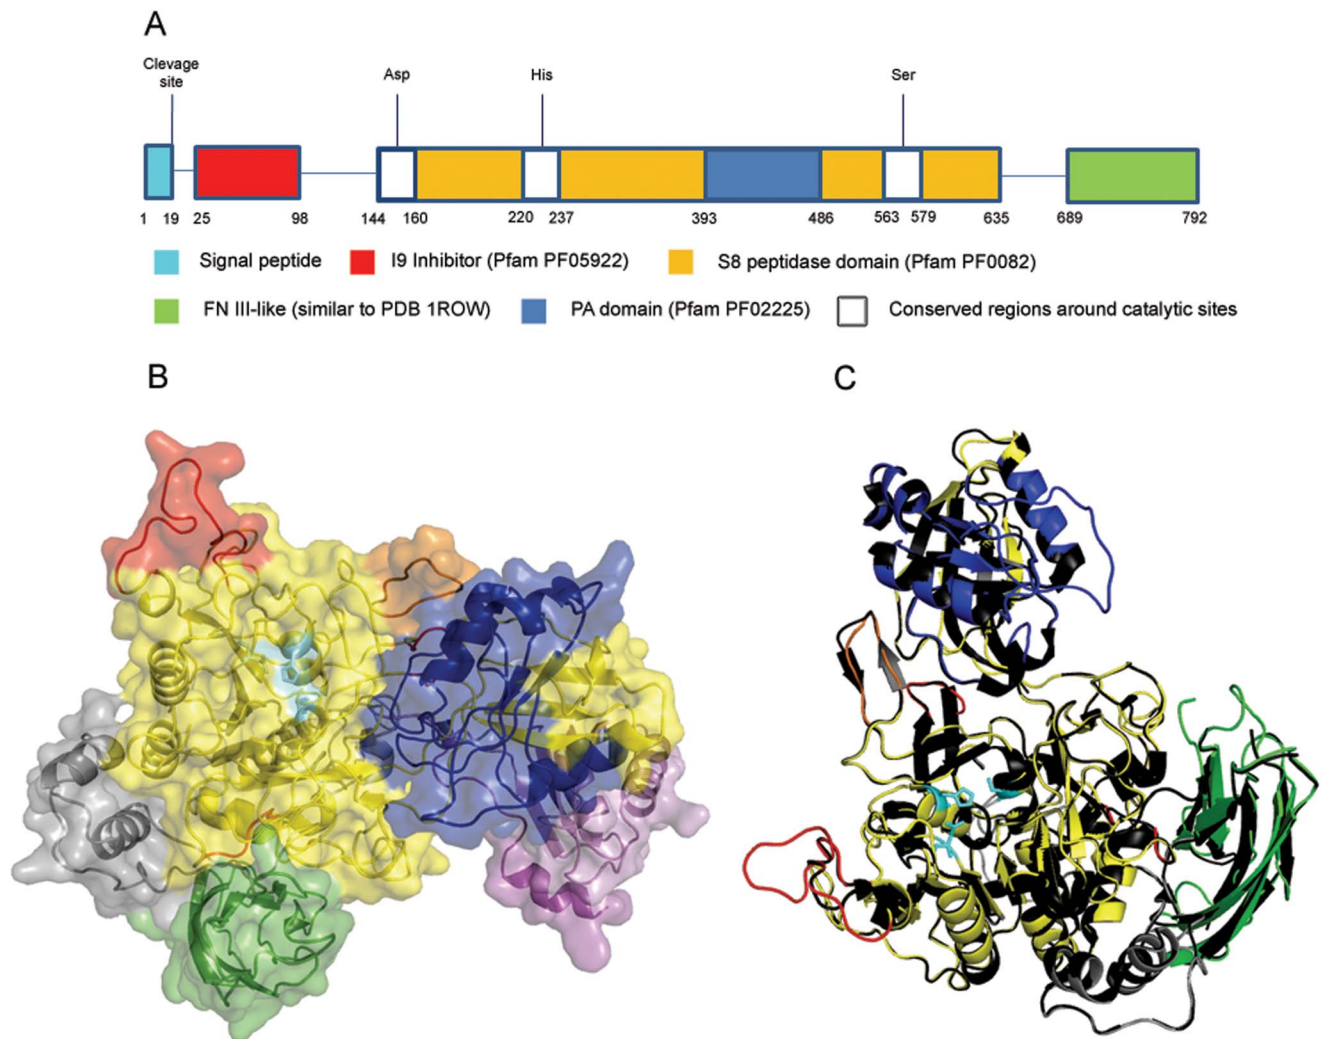 A
Clevage
site
Asp His Ser
1 19 25 98 144 160 220 237 393 486 563 579 635 689 792
Signal peptide I9 Inhibitor (Pfam PF05922) S8 peptidase domain (Pfam PF0082)
FN III-like (similar to PDB 1ROW) PA domain (Pfam PF02225) Conserved regions around catalytic sites
B C